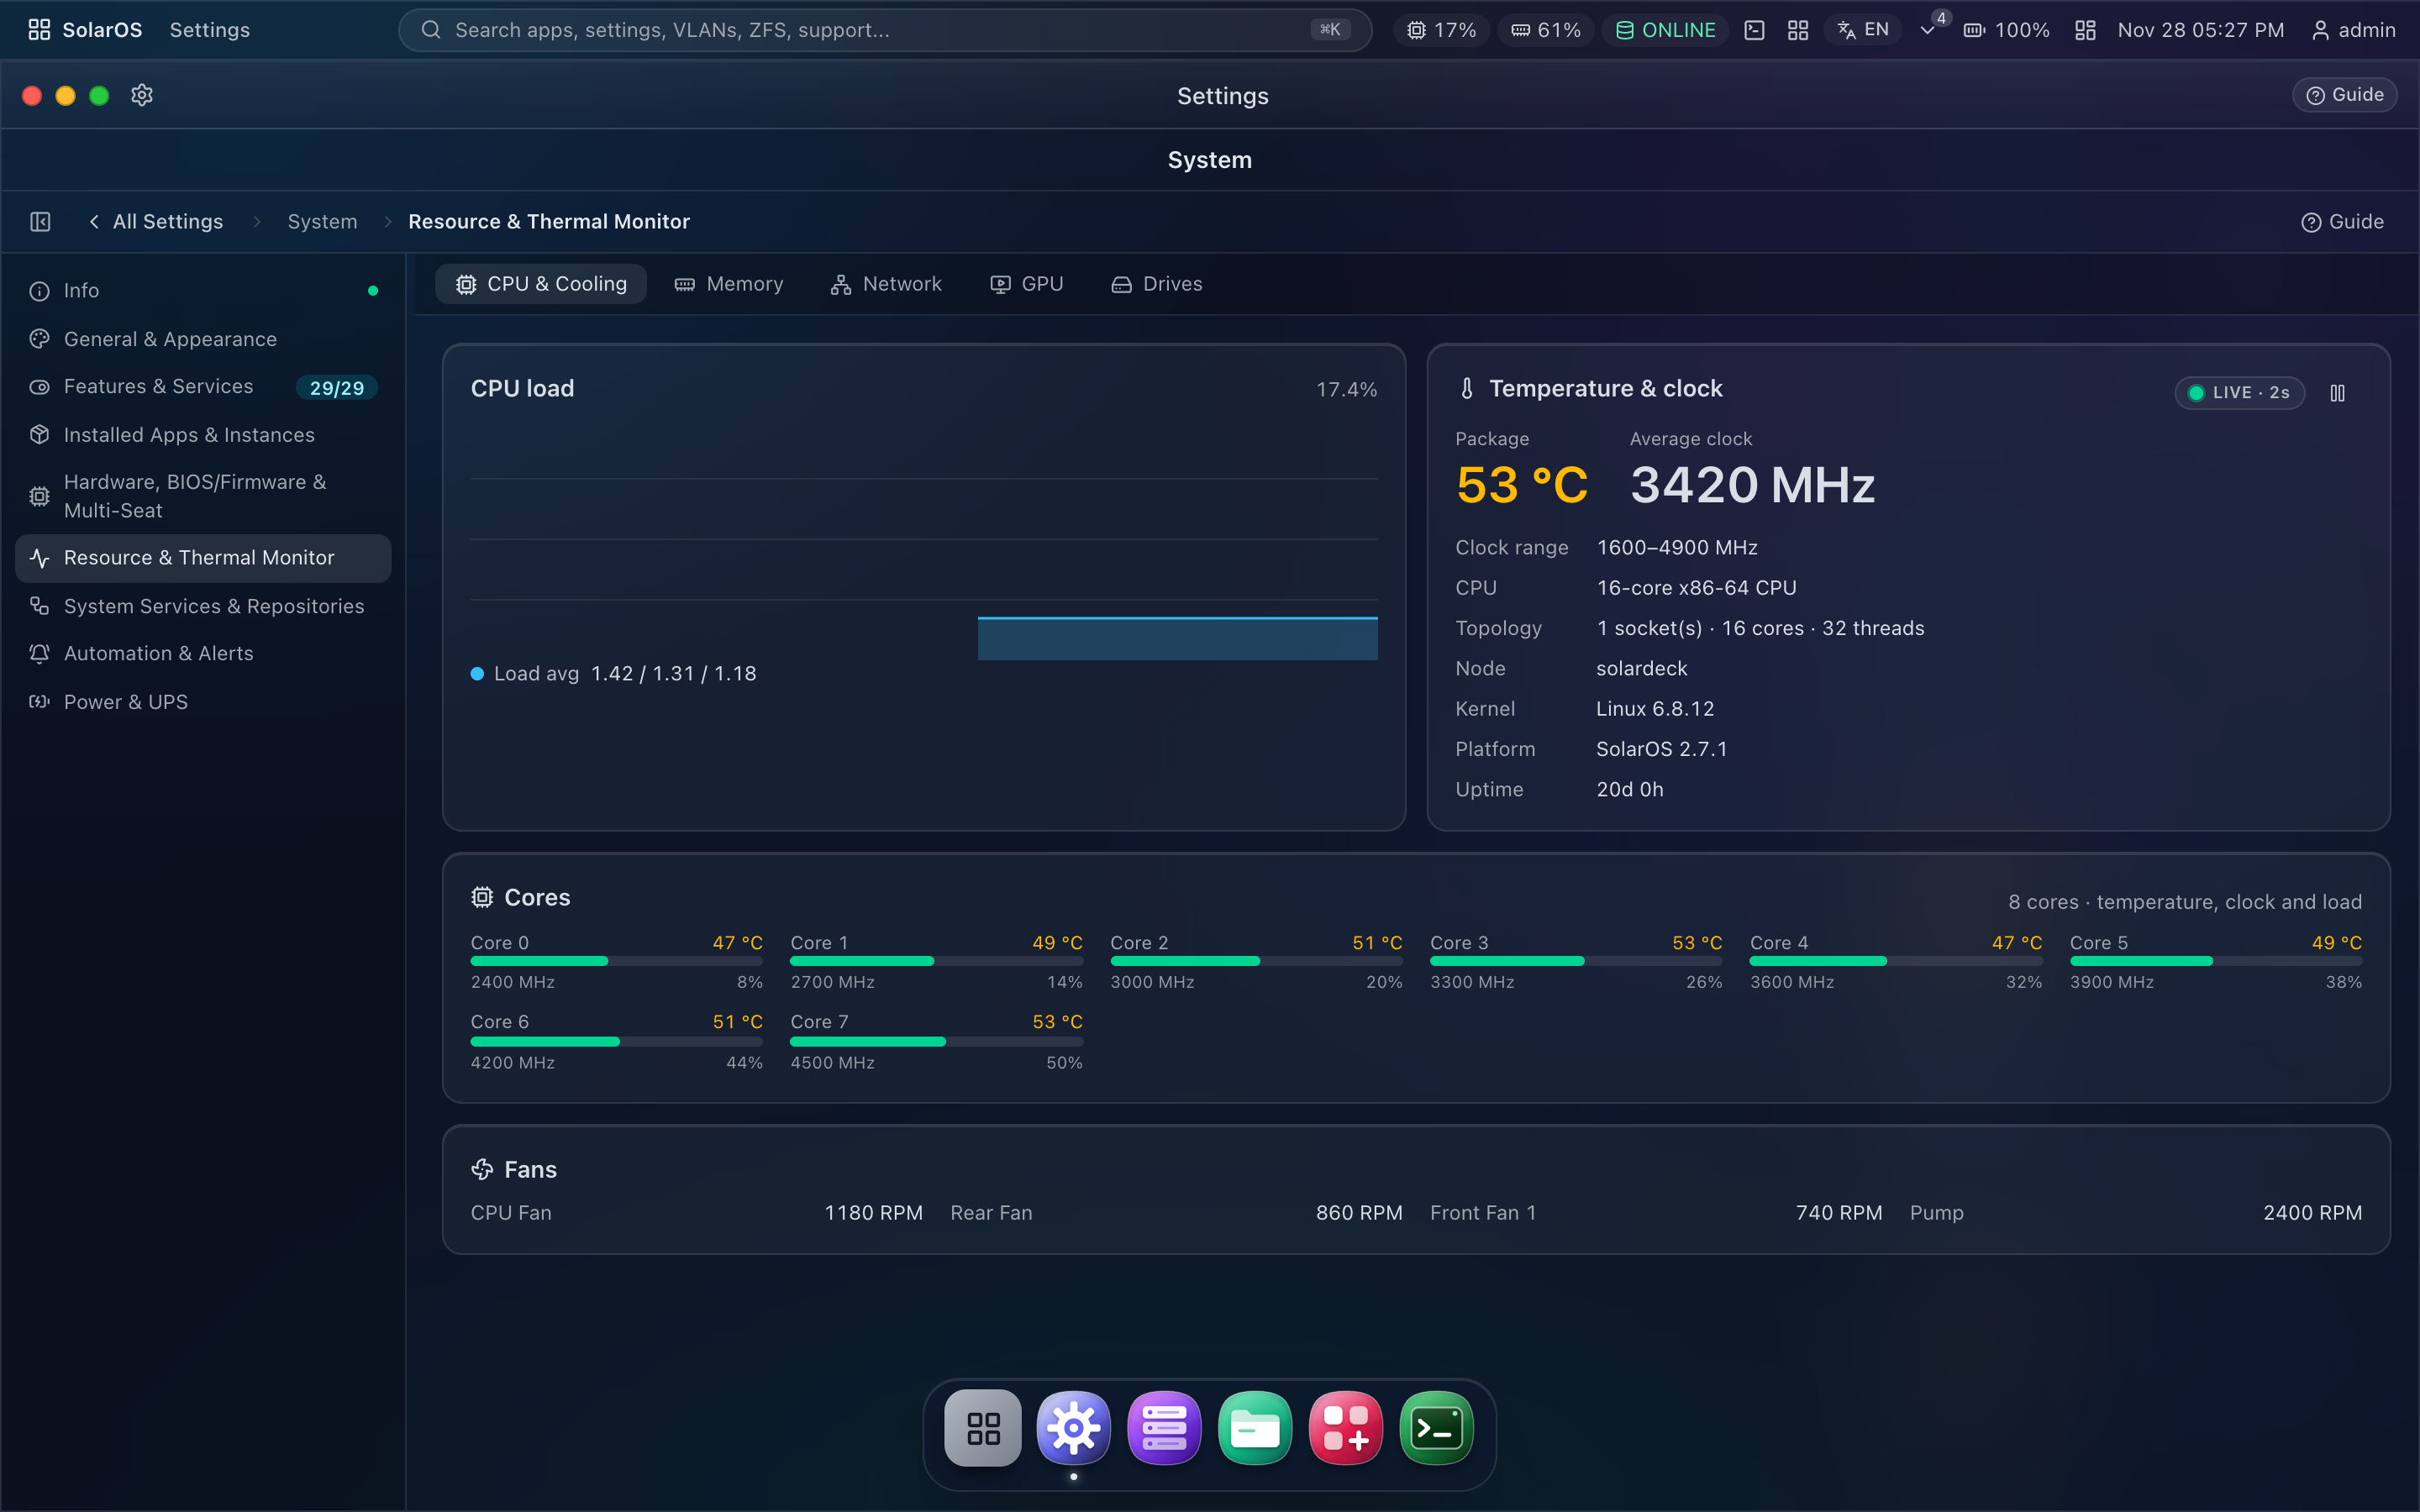 SolarOS Settings Search apps, settings, VLANs, ZFS, support... ⌘K 17% 61% ONLINE EN 4 100% Nov 28 05:27 PM admin
Settings Guide
System
All Settings System Resource & Thermal Monitor Guide
Info
General & Appearance
Features & Services 29/29
Installed Apps & Instances
Hardware, BIOS/Firmware &
Multi-Seat
Resource & Thermal Monitor
System Services & Repositories
Automation & Alerts
Power & UPS
CPU & Cooling Memory Network GPU Drives
CPU load 17.4%
Load avg 1.42 / 1.31 / 1.18
Temperature & clock LIVE · 2s
Package Average clock
53 °C 3420 MHz
Clock range 1600–4900 MHz
CPU 16-core x86-64 CPU
Topology 1 socket(s) · 16 cores · 32 threads
Node solardeck
Kernel Linux 6.8.12
Platform SolarOS 2.7.1
Uptime 20d 0h
Cores 8 cores · temperature, clock and load
Core 0 47 °C Core 1 49 °C Core 2 51 °C Core 3 53 °C Core 4 47 °C Core 5 49 °C
2400 MHz 8% 2700 MHz 14% 3000 MHz 20% 3300 MHz 26% 3600 MHz 32% 3900 MHz 38%
Core 6 51 °C Core 7 53 °C
4200 MHz 44% 4500 MHz 50%
Fans
CPU Fan 1180 RPM Rear Fan 860 RPM Front Fan 1 740 RPM Pump 2400 RPM